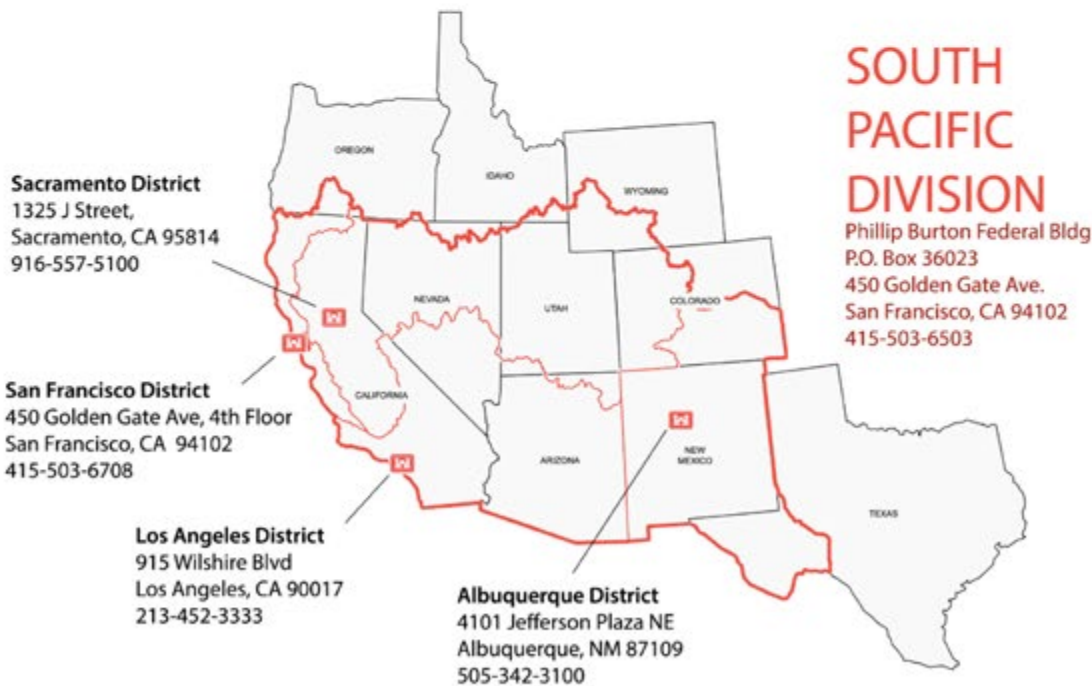 SOUTH
PACIFIC
DIVISION
Phillip Burton Federal Bldg
P.O. Box 36023
450 Golden Gate Ave.
San Francisco, CA 94102
415-503-6503
OREGON
IDAHO
WYOMING
Sacramento District
1325 J Street,
Sacramento, CA 95814
916-557-5100
NEVADA
UTAH
COLORADO
San Francisco District
450 Golden Gate Ave, 4th Floor
San Francisco, CA 94102
415-503-6708
CALIFORNIA
ARIZONA
NEW
MEXICO
TEXAS
Los Angeles District
915 Wilshire Blvd
Los Angeles, CA 90017
213-452-3333
Albuquerque District
4101 Jefferson Plaza NE
Albuquerque, NM 87109
505-342-3100